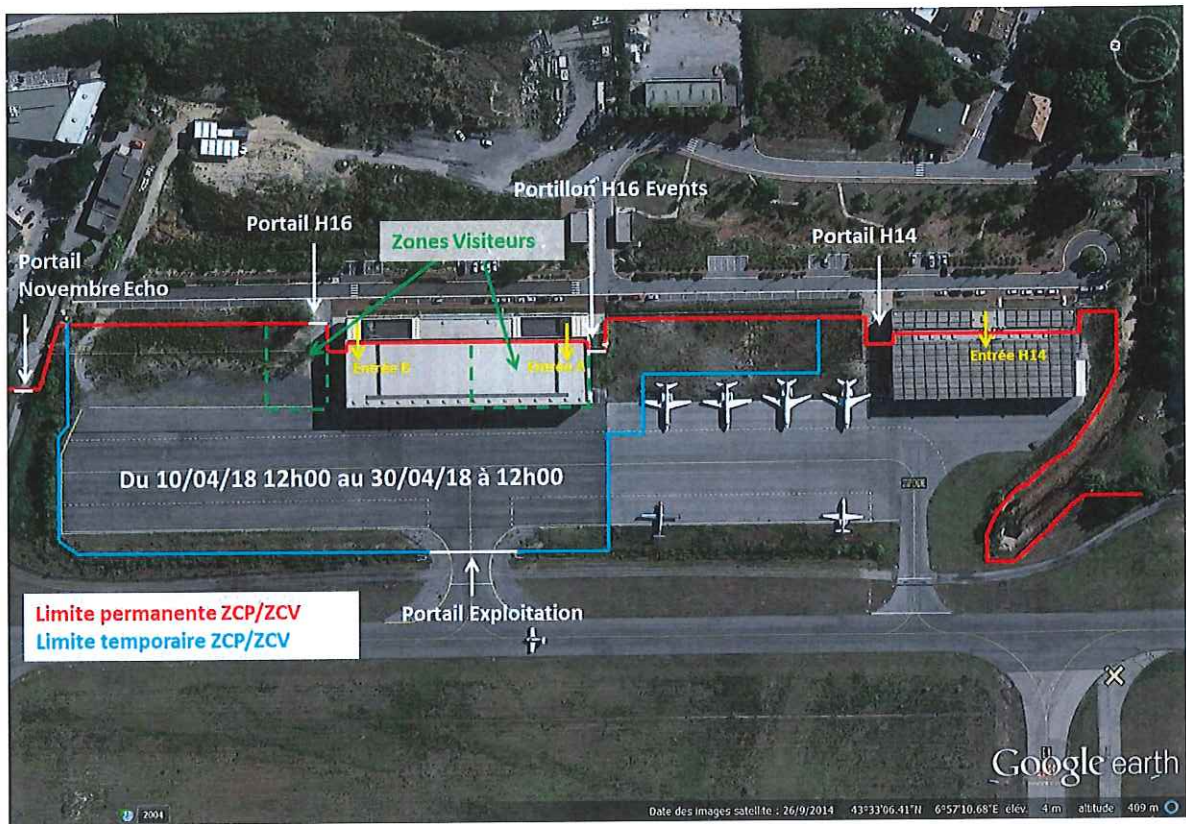 Portillon H16 Events
Portail H16
Zones Visiteurs
Portail H14
Portail
Novembre Echo
Entrée B
Entrée A
Entrée H14
Du 10/04/18 12h00 au 30/04/18 à 12h00
Limite permanente ZCP/ZCV
Limite temporaire ZCP/ZCV
Portail Exploitation
Google earth
2004
Date des images satellite : 26/9/2014 43°33'06.41"N 6°57'10.68"E élév. 4 m altitude 409 m